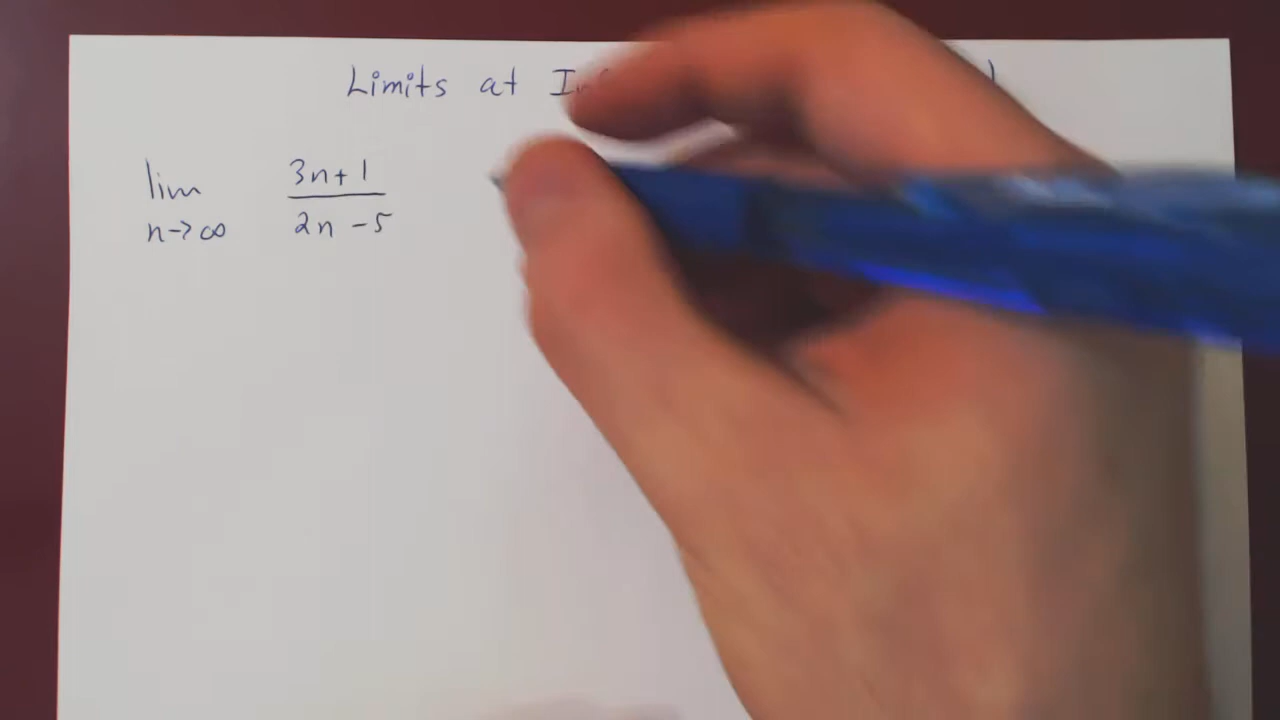 Limits at
lim 3n+1
n→∞ 2n-5